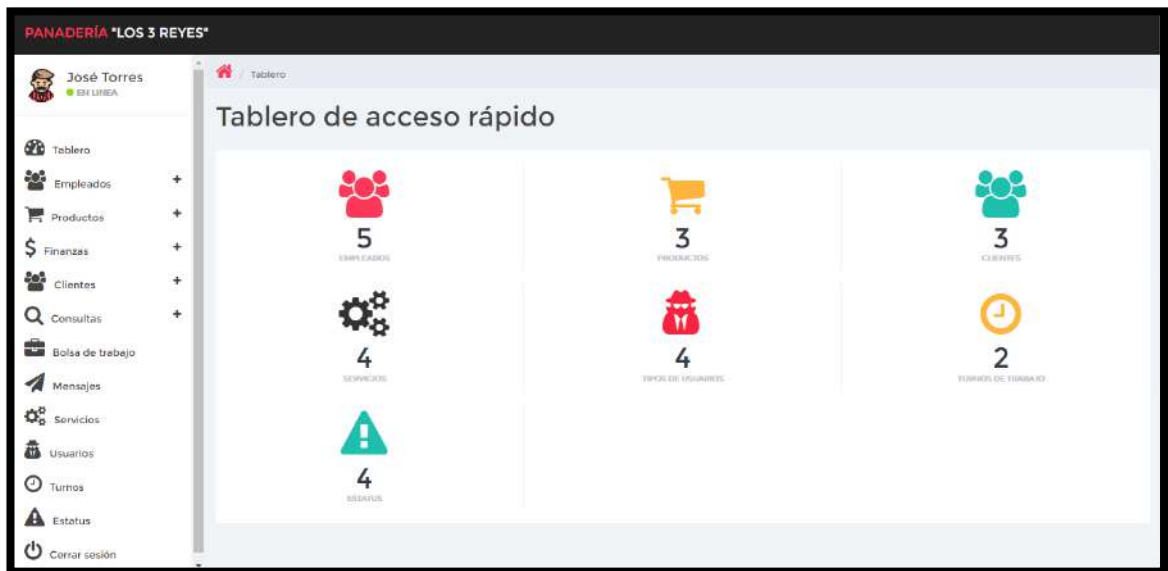 PANADERÍA "LOS 3 REYES"
José Torres
EN LINEA
Tablero
Empleados +
Productos +
Finanzas +
Clientes +
Consultas +
Bolsa de trabajo
Mensajes
Servicios
Usuarios
Turnos
Estatus
Cerrar sesión
/ Tablero
Tablero de acceso rápido
5
EMPLEADOS
3
PRODUCTOS
3
CLIENTES
4
SERVICIOS
4
TIPOS DE USUARIOS
2
TURNOS DE TRABAJO
4
ESTATUS